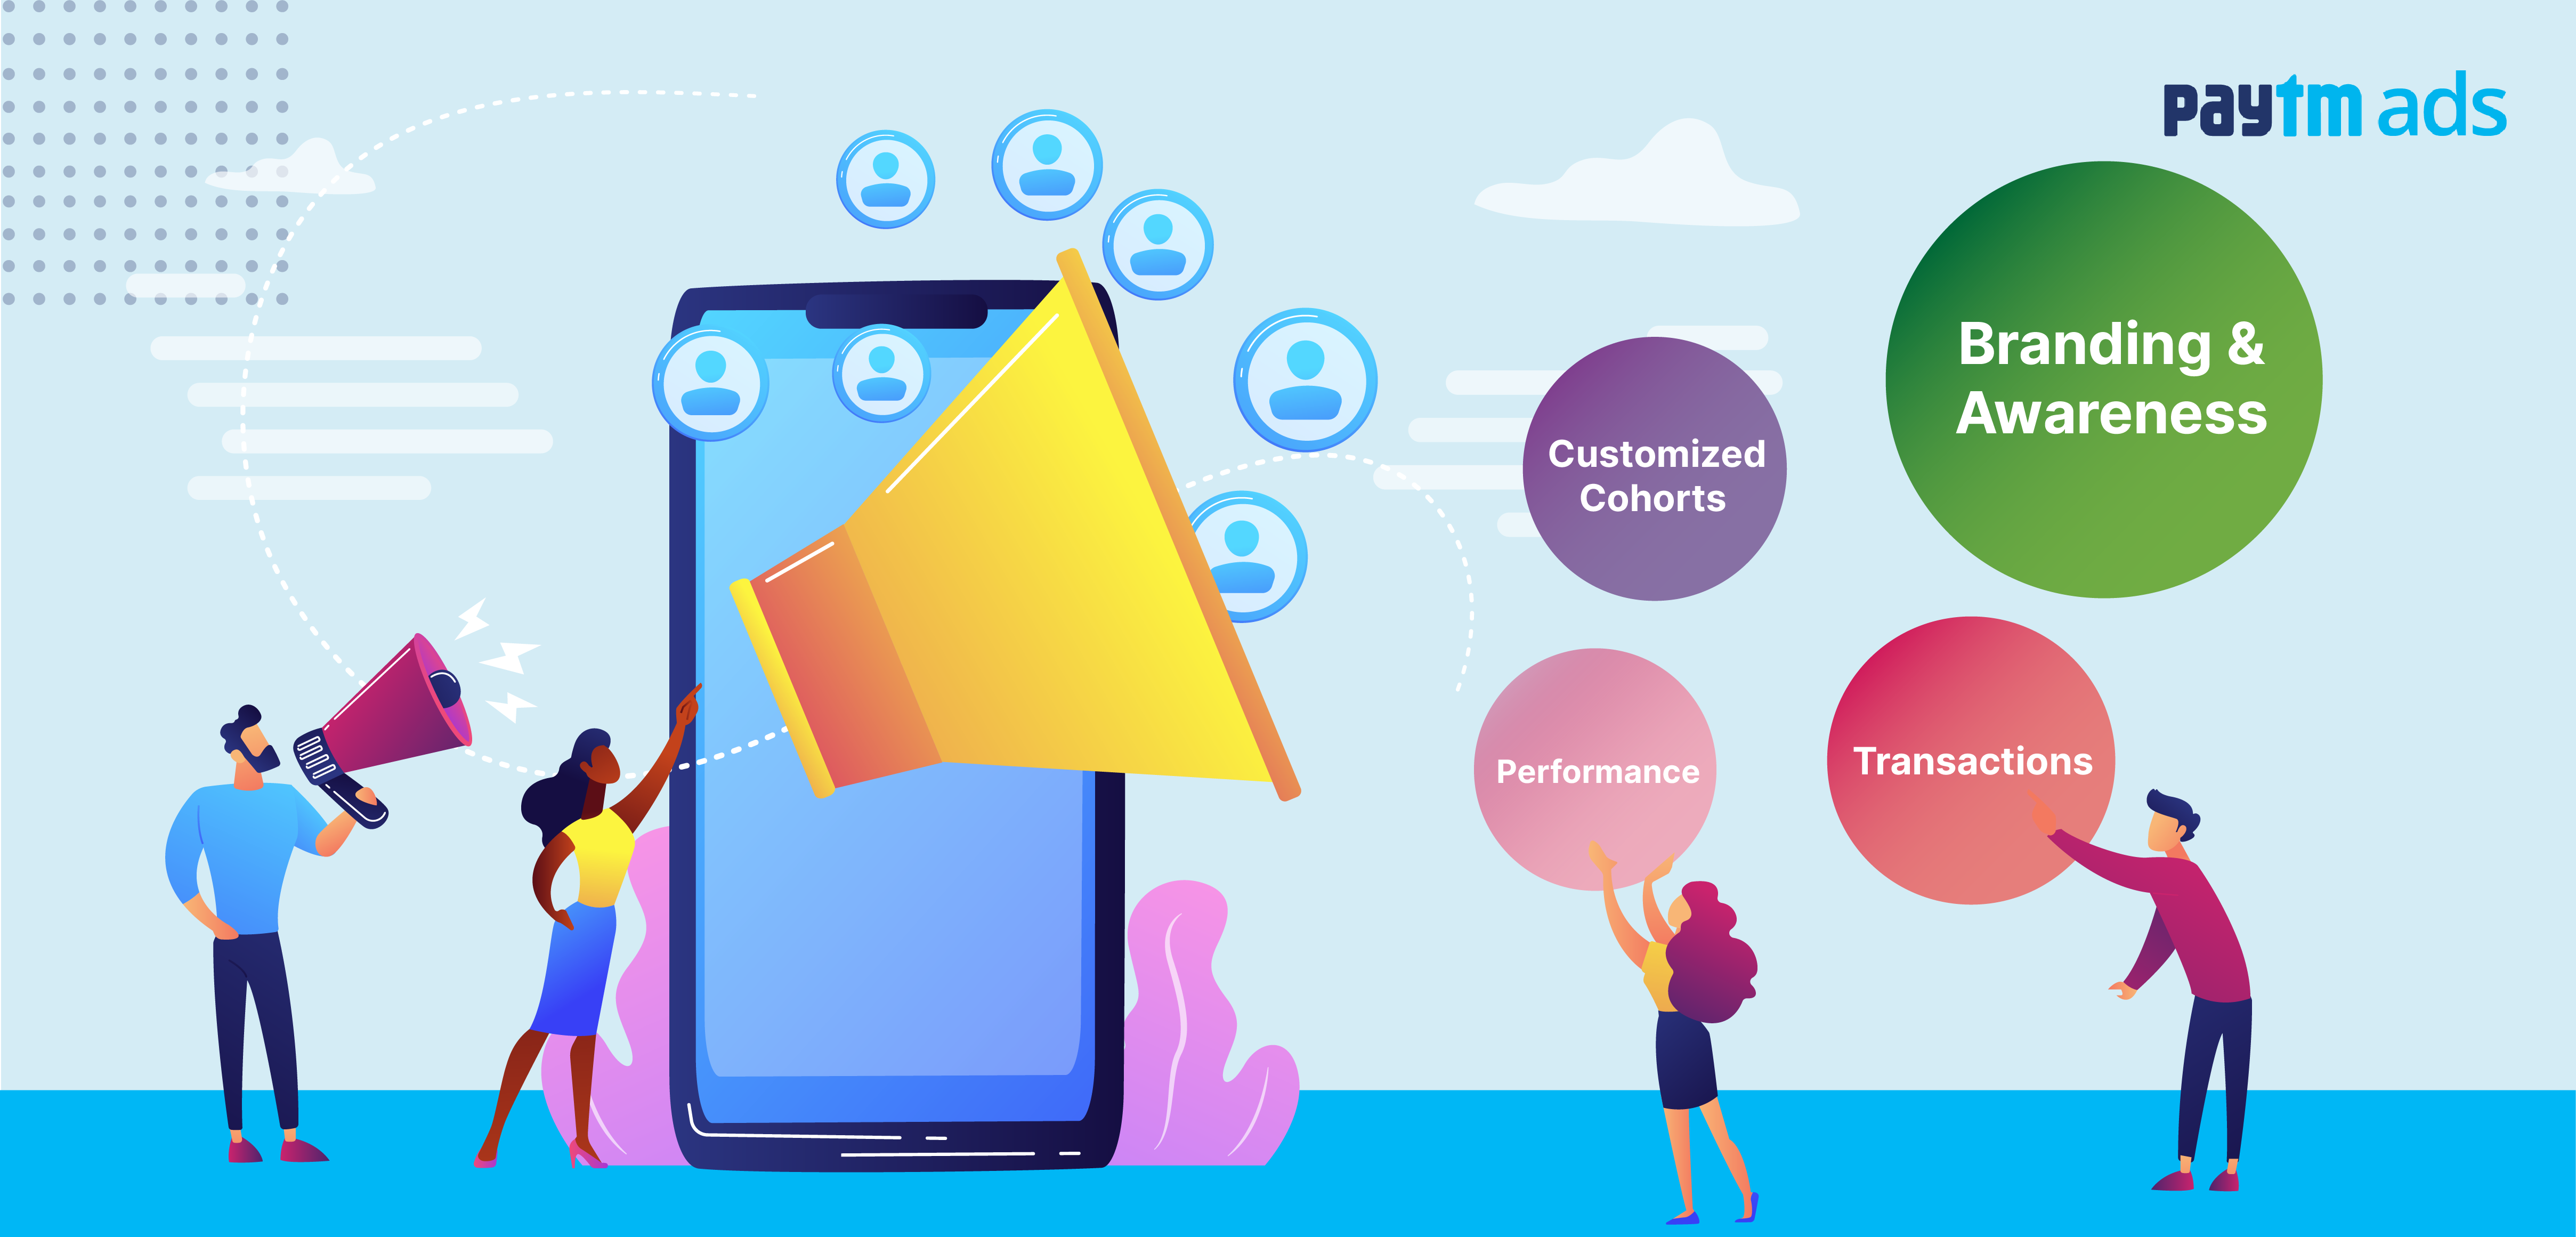 paytm ads
Branding &
Awareness
Customized
Cohorts
Performance
Transactions